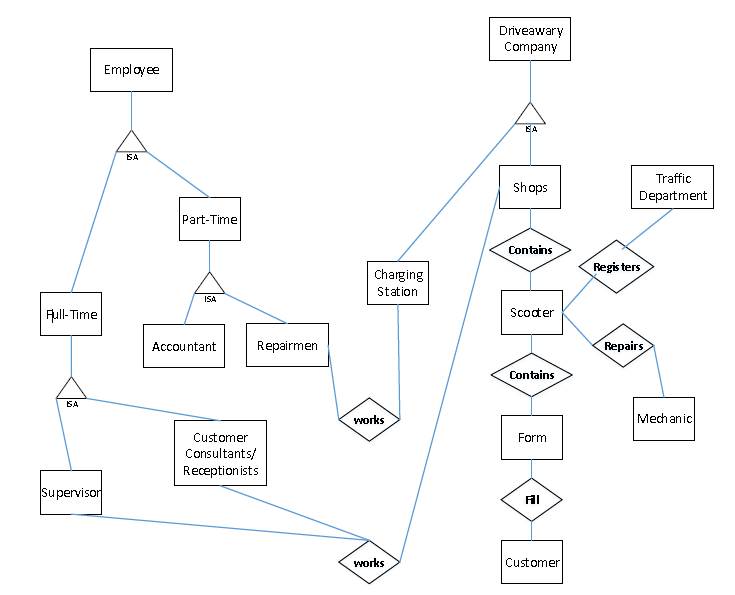 Driveawary
Company
Employee
ISA
ISA
Shops
Traffic
Department
Part-Time
Contains
Registers
Charging
Station
ISA
Full-Time
Scooter
Accountant
Repairmen
Repairs
Contains
ISA
works
Mechanic
Customer
Consultants/
Receptionists
Form
Supervisor
Fill
works
Customer